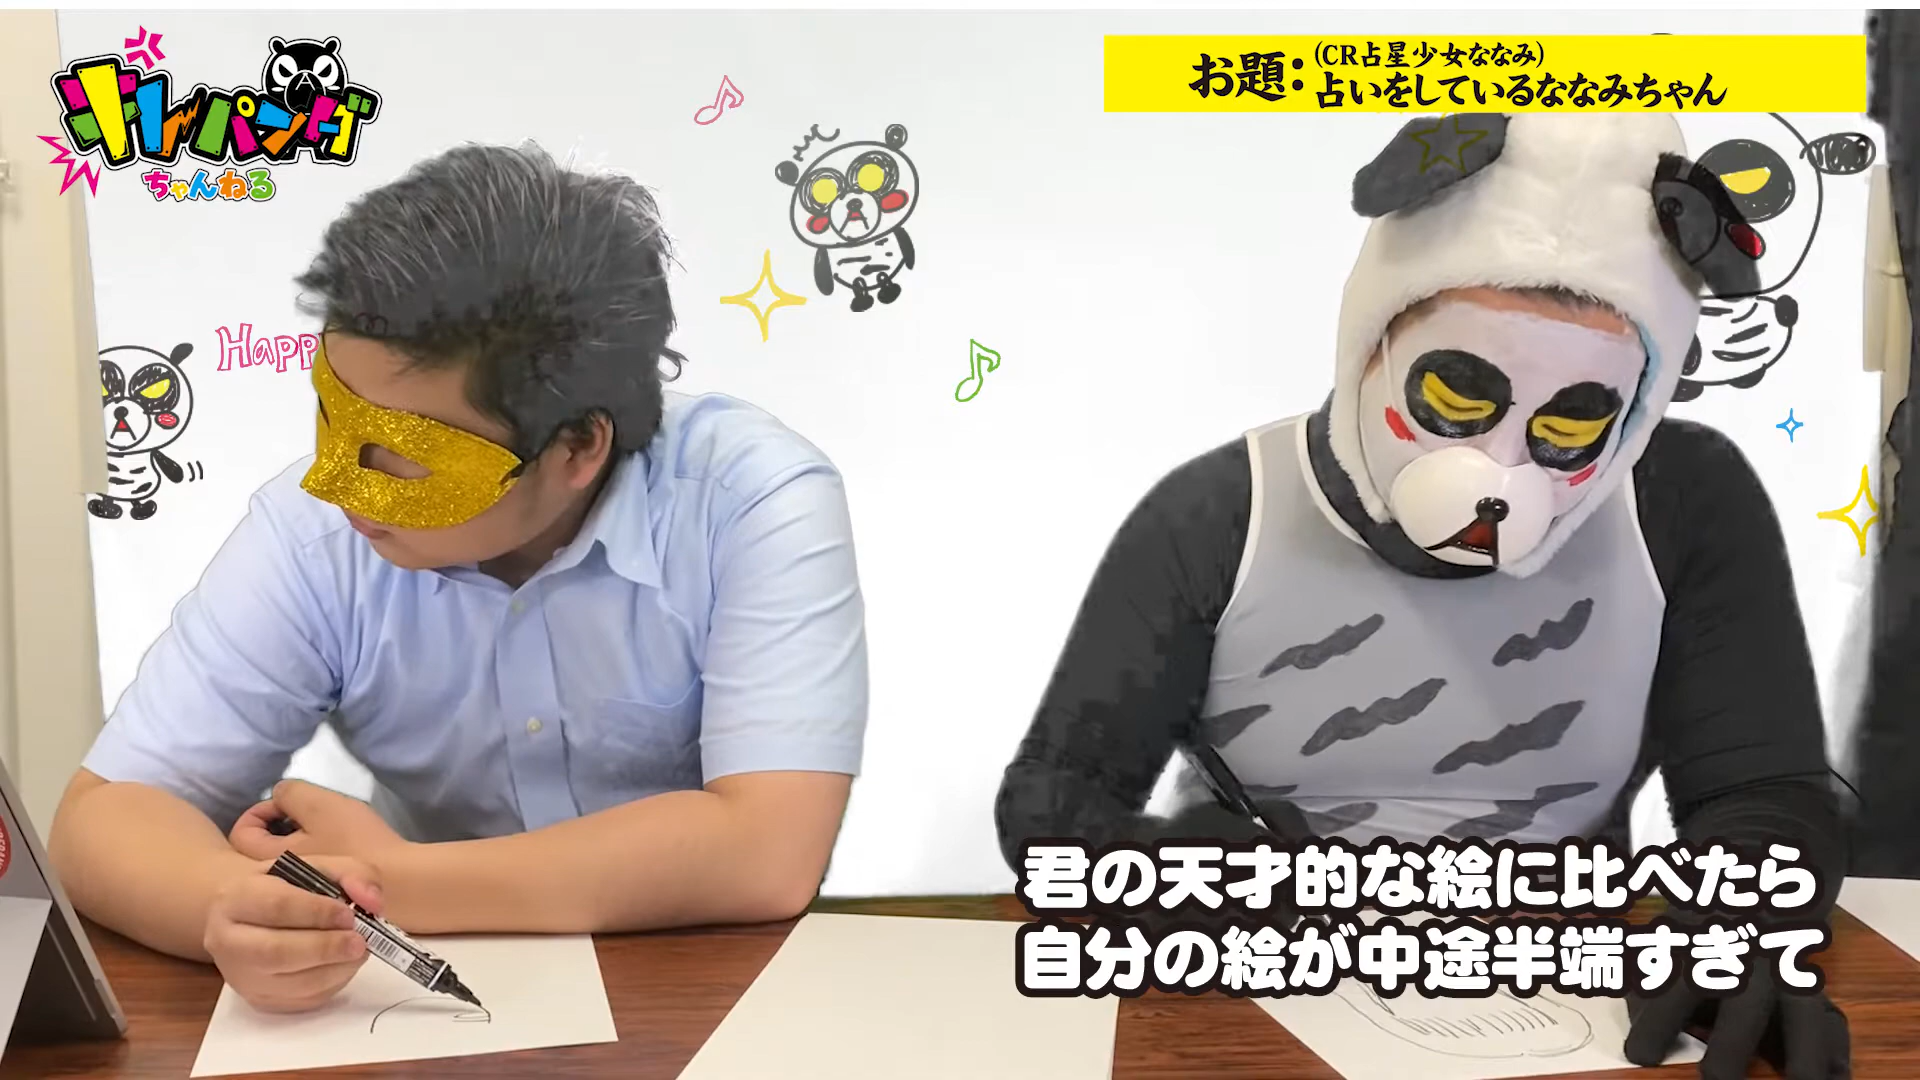 キレパンダ
ちゃんねる
お題：(CR占星少女ななみ)
占いをしているななみちゃん
Happ
君の天才的な絵に比べたら
自分の絵が中途半端すぎて